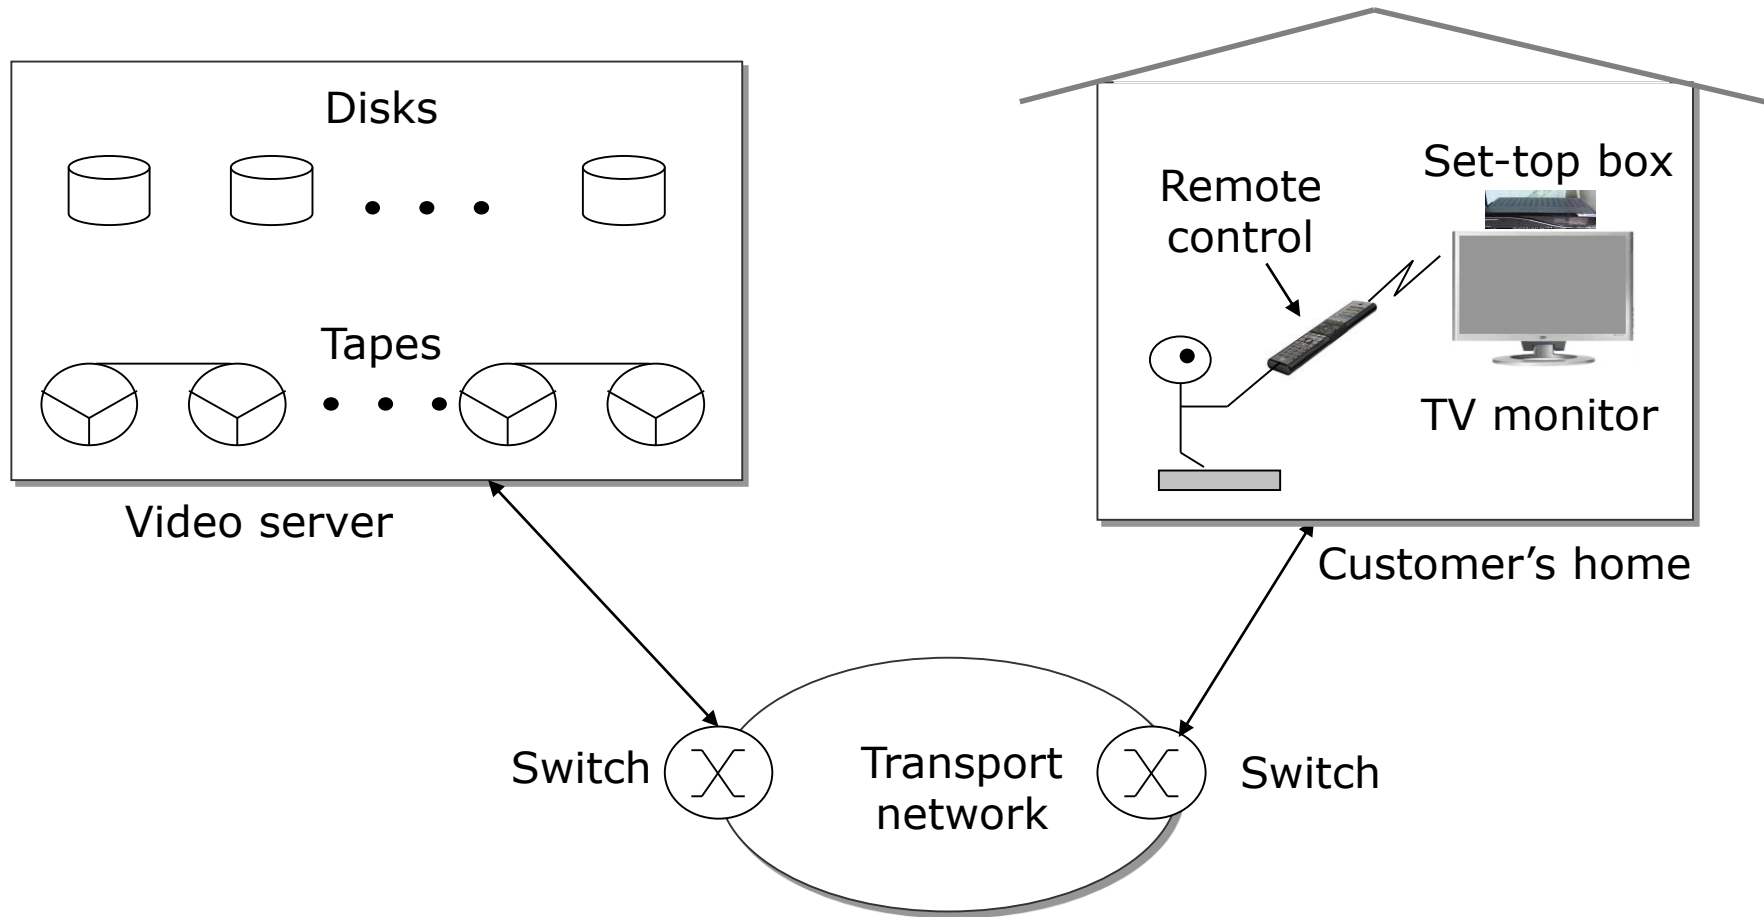 Disks
Tapes
Video server
Remote
control
Set-top box
TV monitor
Customer’s home
Switch
Transport
network
Switch